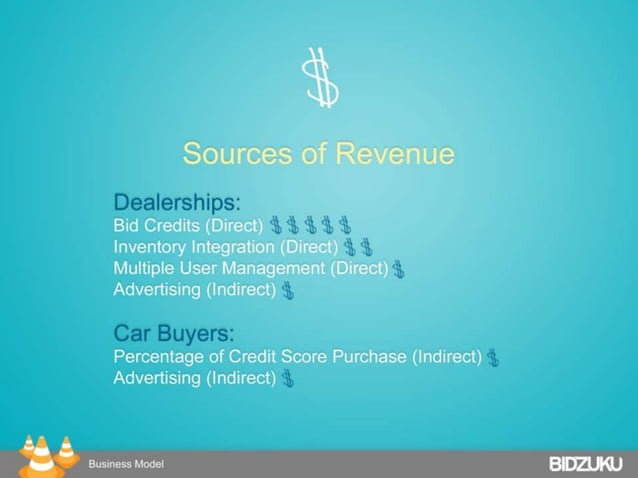 $
Sources of Revenue
Dealerships:
Bid Credits (Direct) $ $ $ $ $
Inventory Integration (Direct) $ $
Multiple User Management (Direct) $
Advertising (Indirect) $
Car Buyers:
Percentage of Credit Score Purchase (Indirect) $
Advertising (Indirect) $
Business Model
BIDZUKU